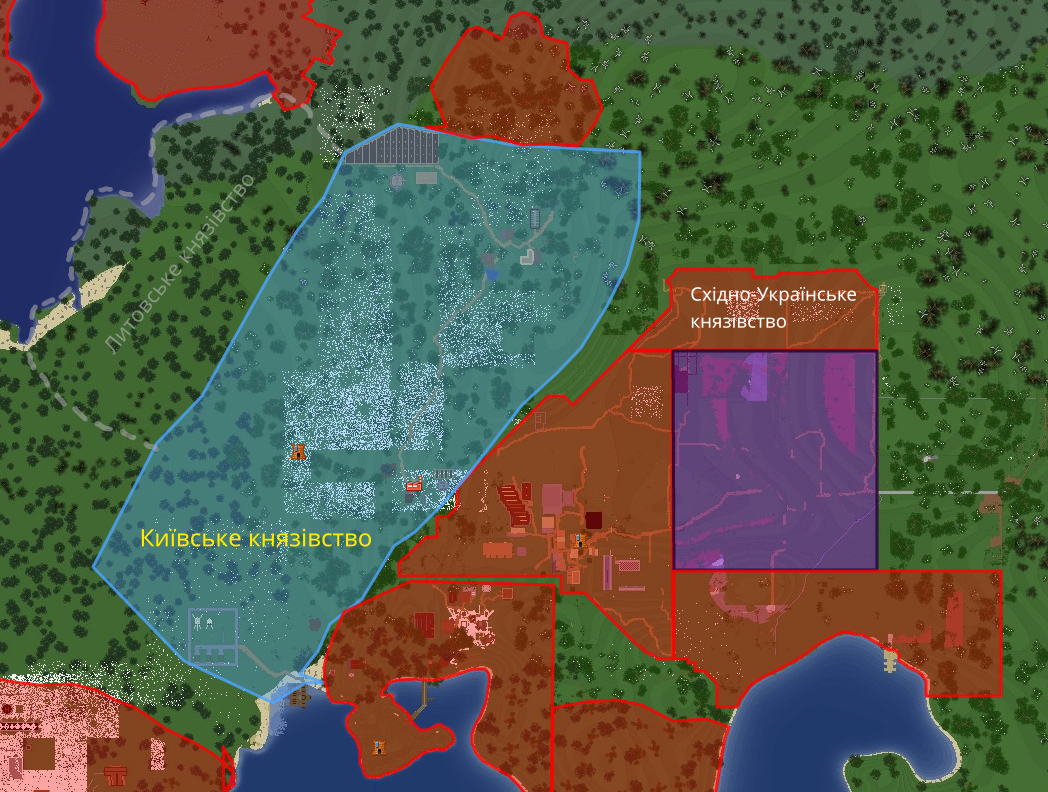 Східно-Українське
князівство
Литовське князівство
Київське князівство